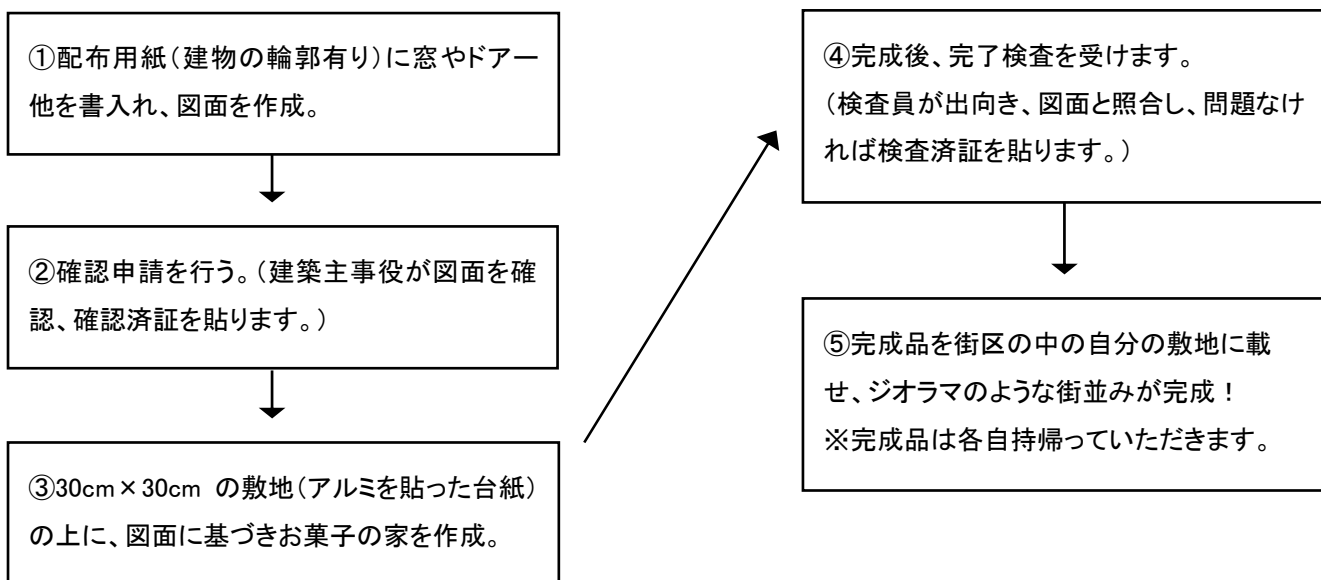 ①配布用紙(建物の輪郭有り)に窓やドアー
他を書入れ、図面を作成。
②確認申請を行う。(建築主事役が図面を確
認、確認済証を貼ります。)
③30cm×30cm の敷地(アルミを貼った台紙)
の上に、図面に基づきお菓子の家を作成。
④完成後、完了検査を受けます。
(検査員が出向き、図面と照合し、問題なけ
れば検査済証を貼ります。)
⑤完成品を街区の中の自分の敷地に載
せ、ジオラマのような街並みが完成!
※完成品は各自持帰っていただきます。